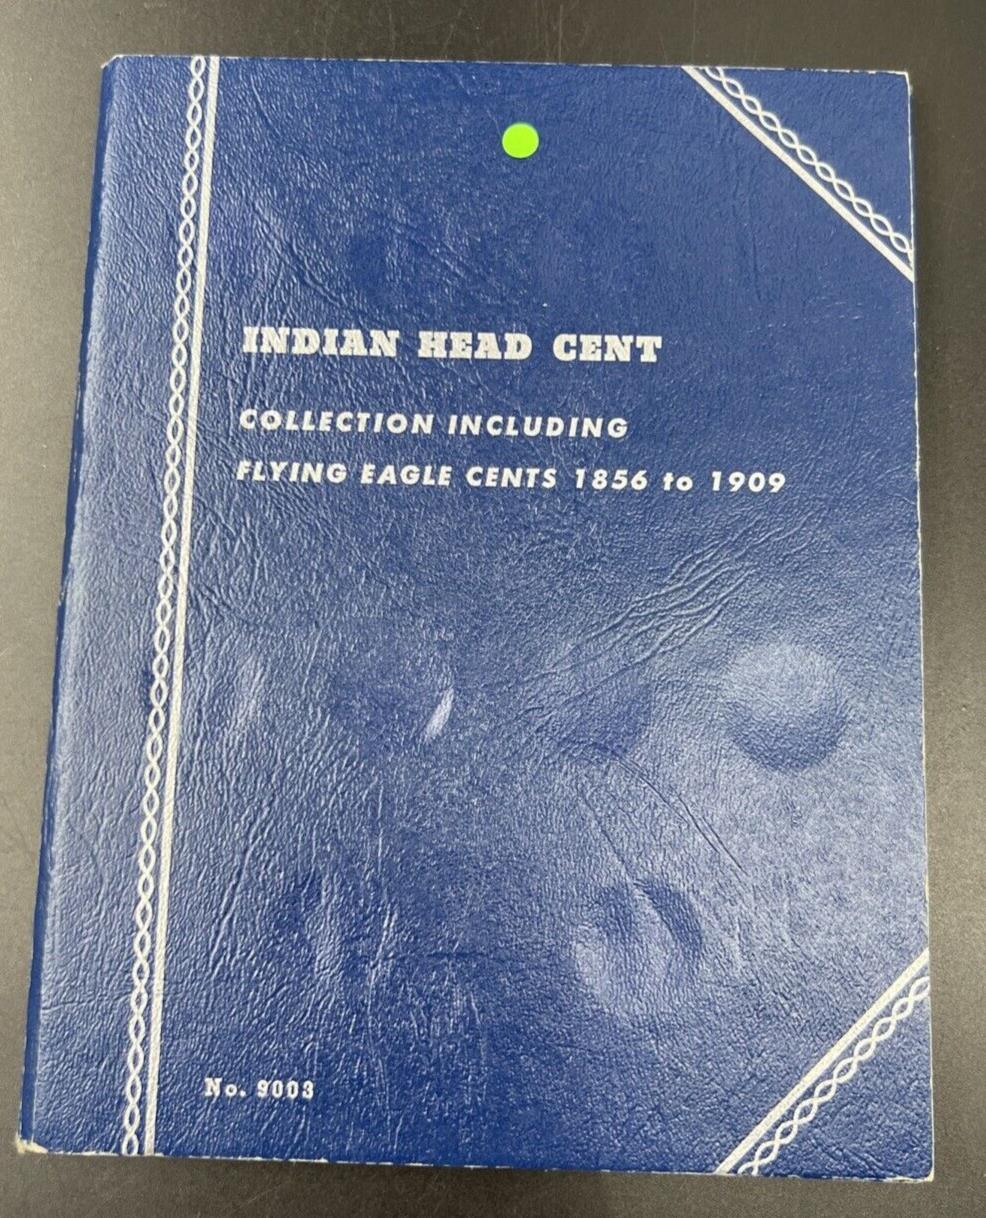 INDIAN HEAD CENT
COLLECTION INCLUDING
FLYING EAGLE CENTS 1856 to 1909
No. 9003